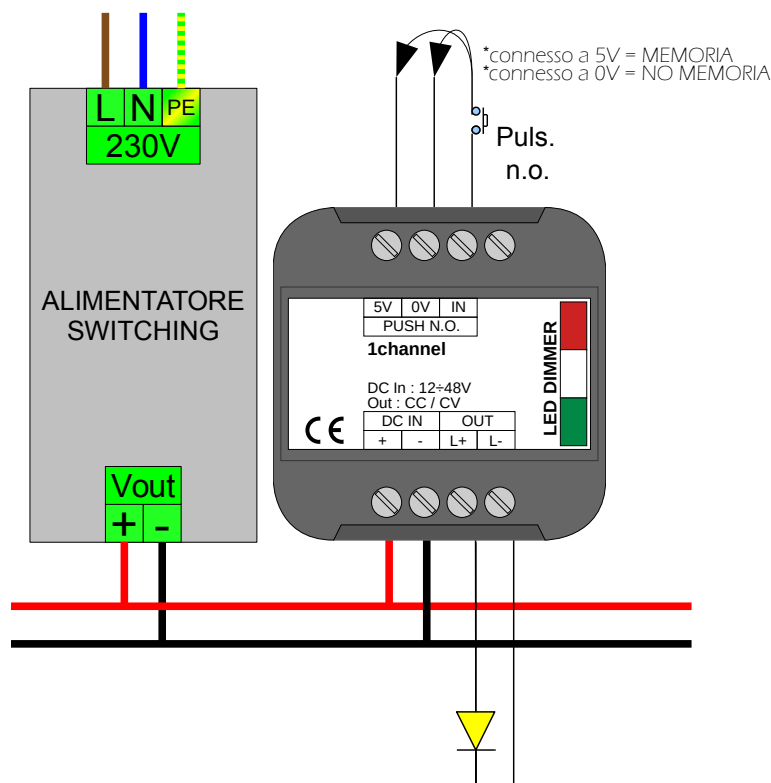 *connesso a 5V = MEMORIA
*connesso a 0V = NO MEMORIA
L N PE
230V
Puls.
n.o.
ALIMENTATORE
SWITCHING
5V 0V IN
PUSH N.O.
1channel
DC In : 12÷48V
Out : CC / CV
DC IN OUT
+ - L+ L-
CE
LED DIMMER
Vout
+ -